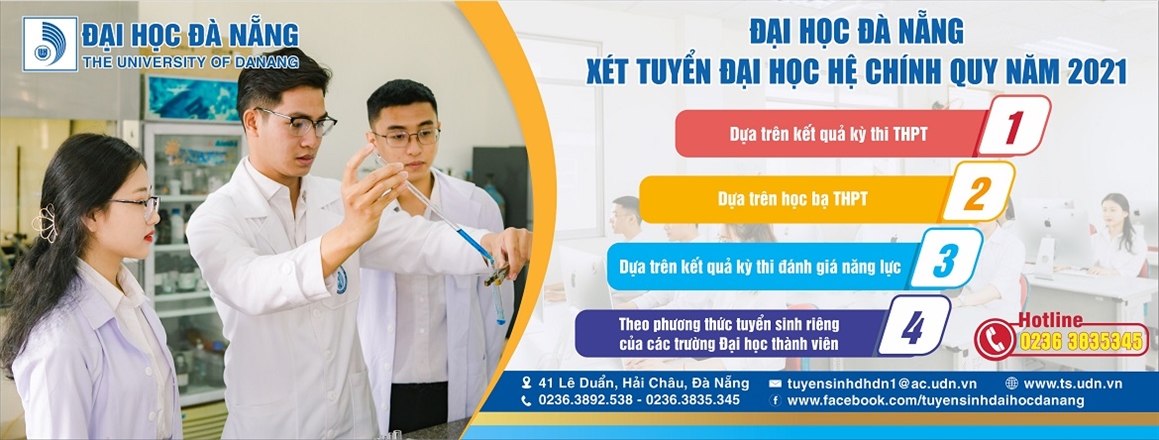 ĐẠI HỌC ĐÀ NẴNG
THE UNIVERSITY OF DANANG
ĐẠI HỌC ĐÀ NẴNG
XÉT TUYỂN ĐẠI HỌC HỆ CHÍNH QUY NĂM 2021
Dựa trên kết quả kỳ thi THPT 1
Dựa trên học bạ THPT 2
Dựa trên kết quả kỳ thi đánh giá năng lực 3
Theo phương thức tuyển sinh riêng
của các trường Đại học thành viên 4
Hotline
0236 3835345
41 Lê Duẩn, Hải Châu, Đà Nẵng
0236.3892.538 - 0236.3835.345
tuyensinhdhdn1@ac.udn.vn
www.ts.udn.vn
www.facebook.com/tuyensinhdaihocdanang